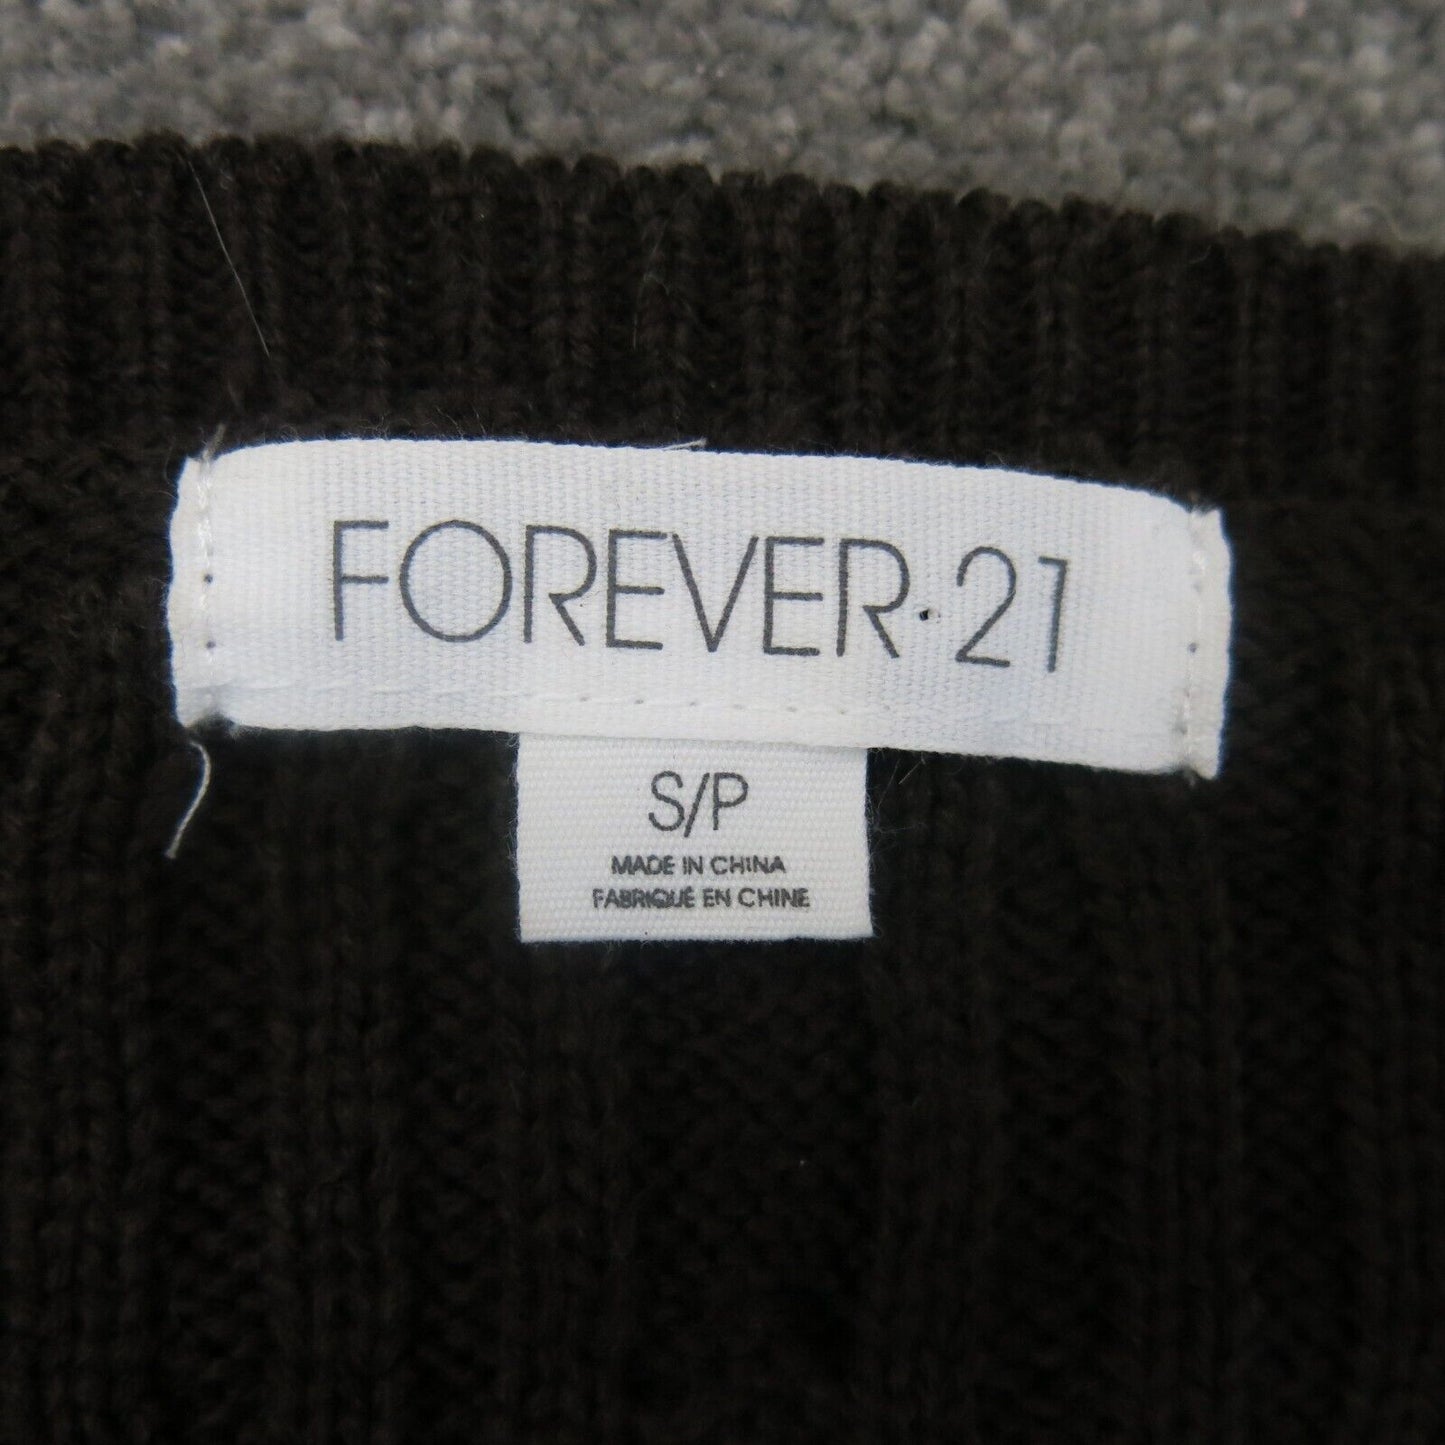 FOREVER 21
S/P
MADE IN CHINA
FABRIQUÉ EN CHINE